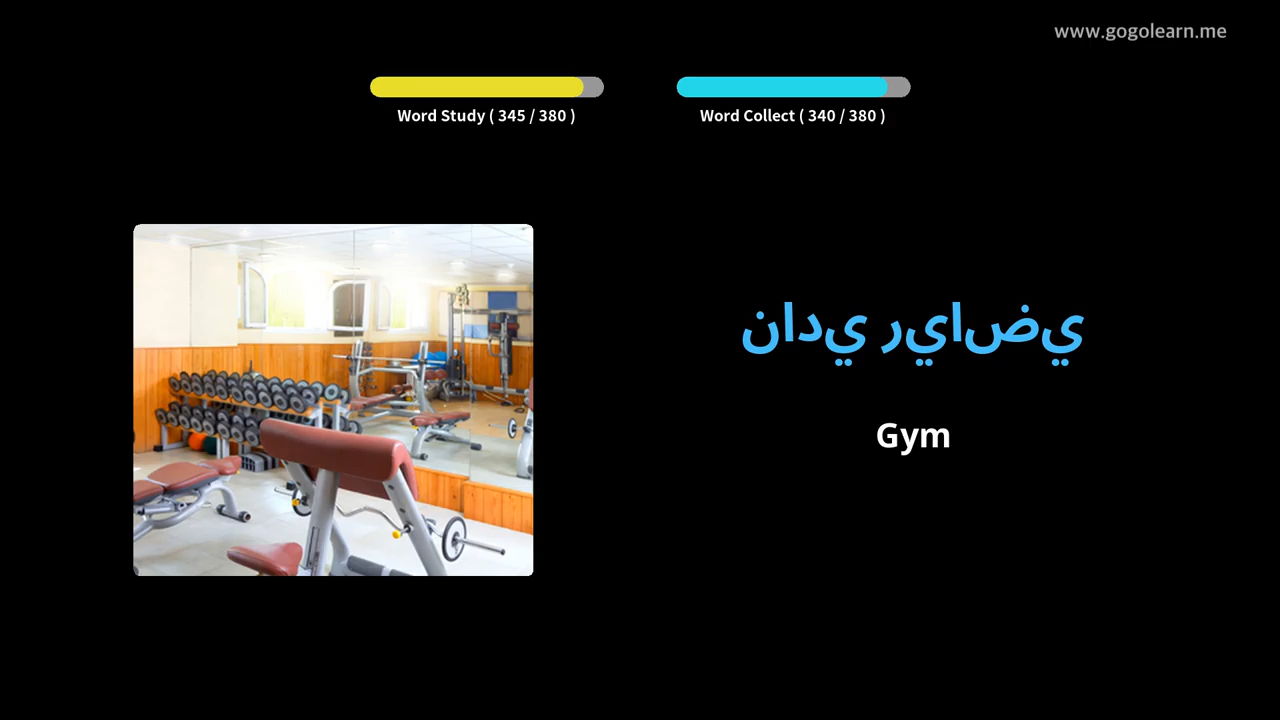 www.gogolearn.me
Word Study ( 345 / 380 )
Word Collect ( 340 / 380 )
نادي رياضي
Gym